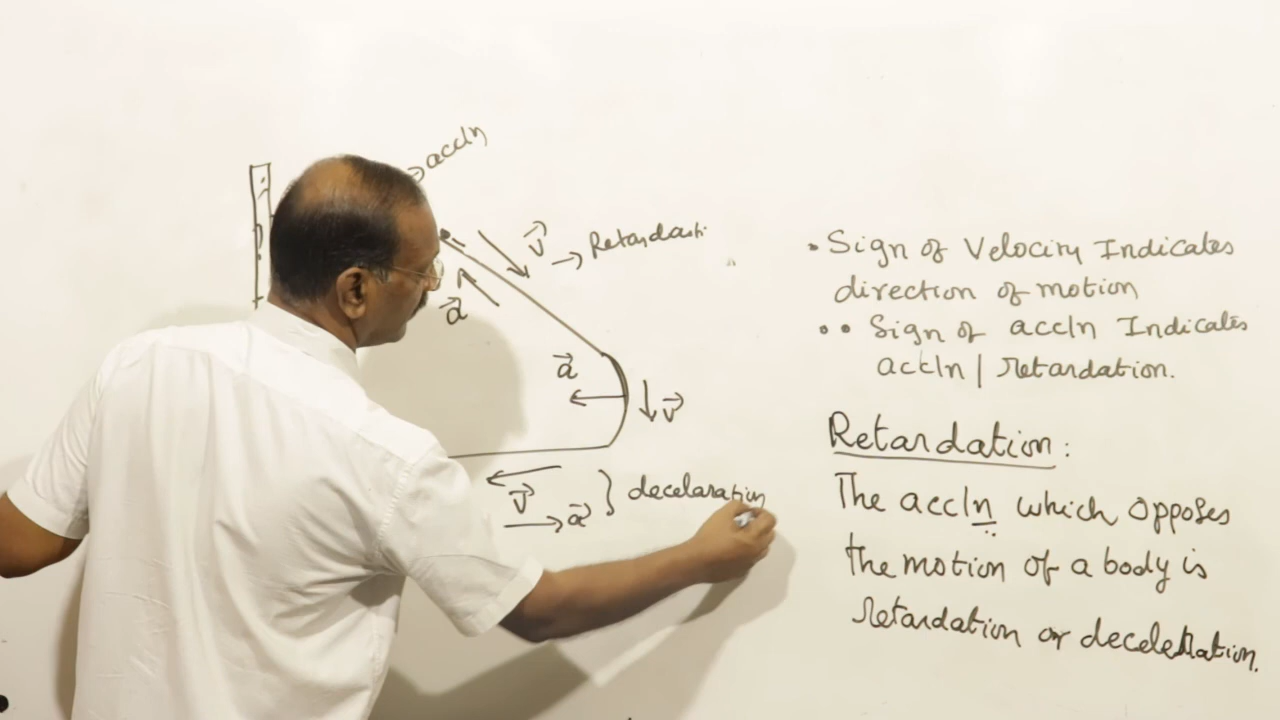 accln
v
→ Retardati
a
a
v
v
a
} decelaration
• Sign of Velocity Indicates
direction of motion
• • Sign of accln Indicates
accln | retardation.
Retardation :
The accln which opposes
the motion of a body is
retardation or deceleration.